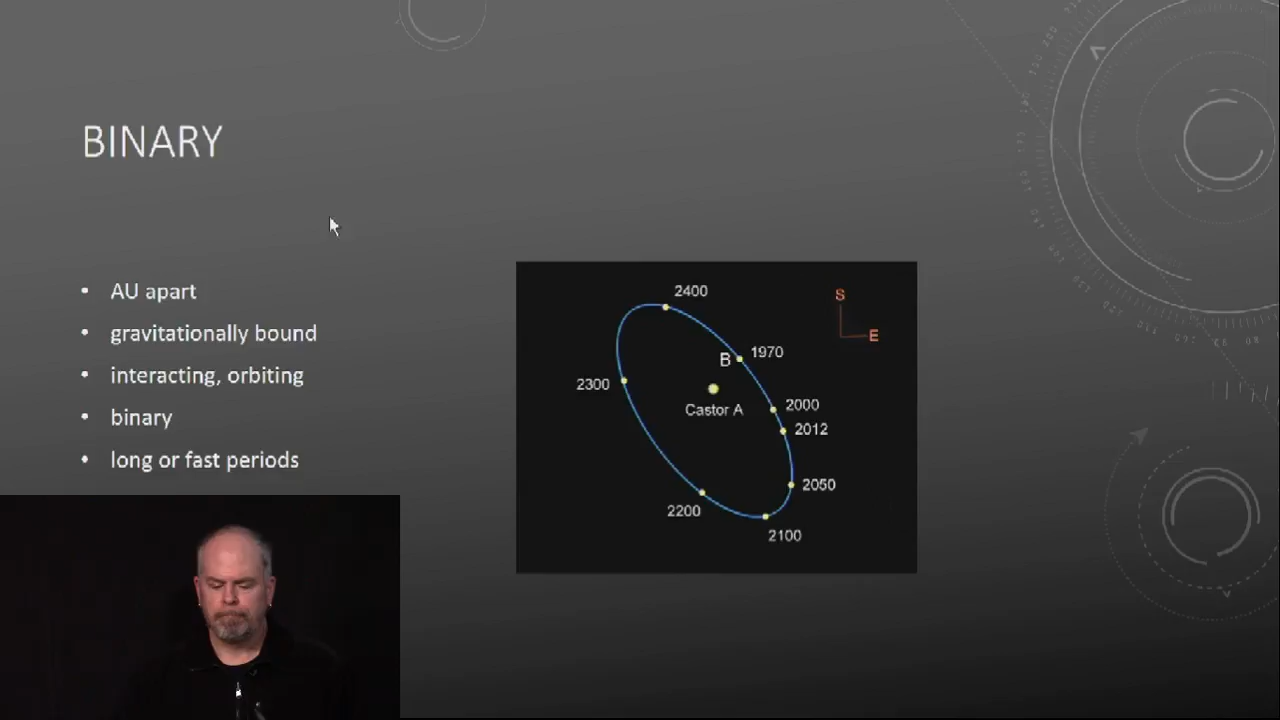 BINARY
• AU apart
• gravitationally bound
• interacting, orbiting
• binary
• long or fast periods
2400
S
E
B
1970
2300
Castor A
2000
2012
2050
2200
2100